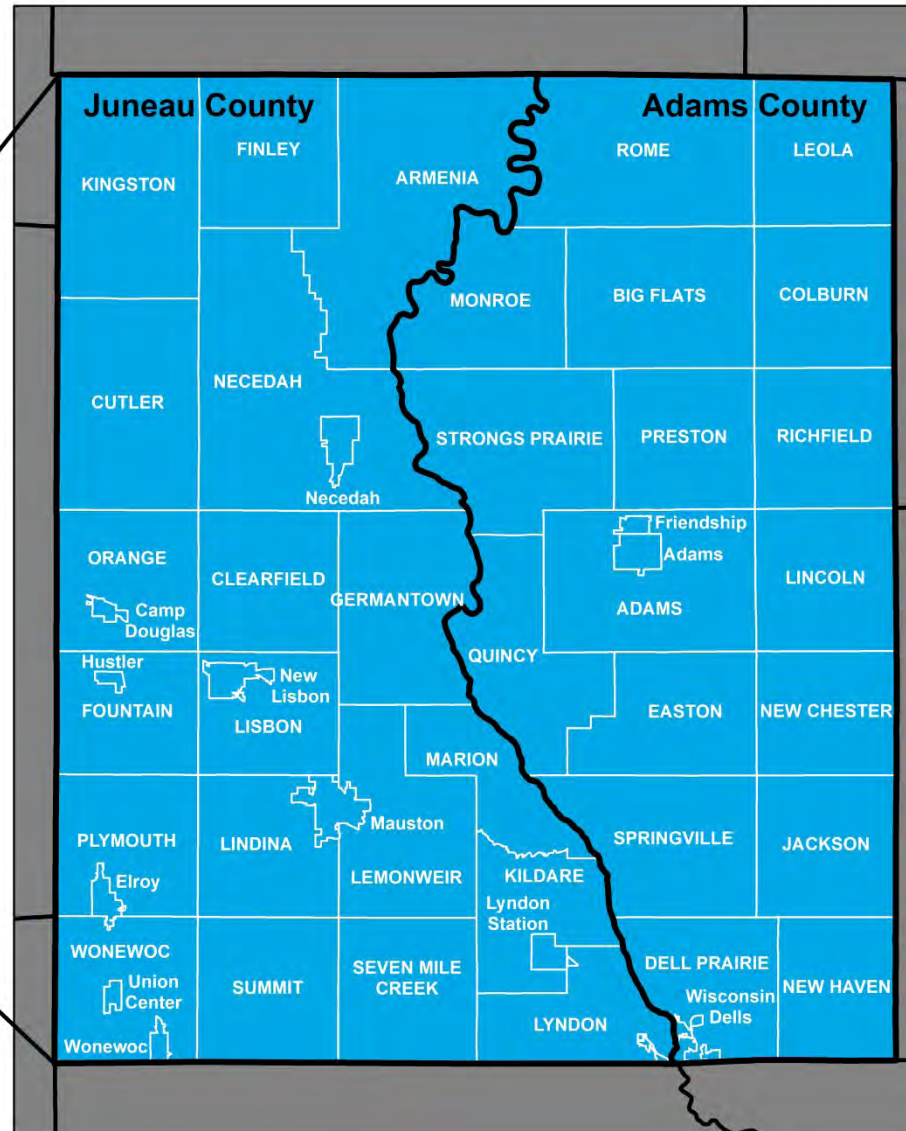 Juneau County
Adams County
FINLEY
ROME
LEOLA
KINGSTON
ARMENIA
MONROE
BIG FLATS
COLBURN
NECEDAH
CUTLER
STRONGS PRAIRIE
PRESTON
RICHFIELD
Necedah
Friendship
Adams
ORANGE
CLEARFIELD
LINCOLN
GERMANTOWN
ADAMS
Camp
Douglas
QUINCY
Hustler
New
Lisbon
FOUNTAIN
LISBON
EASTON
NEW CHESTER
MARION
Mauston
PLYMOUTH
LINDINA
SPRINGVILLE
JACKSON
LEMONWEIR
KILDARE
Elroy
Lyndon
Station
WONEWOC
SUMMIT
SEVEN MILE
CREEK
DELL PRAIRIE
NEW HAVEN
Union
Center
Wisconsin
Dells
LYNDON
Wonewoc